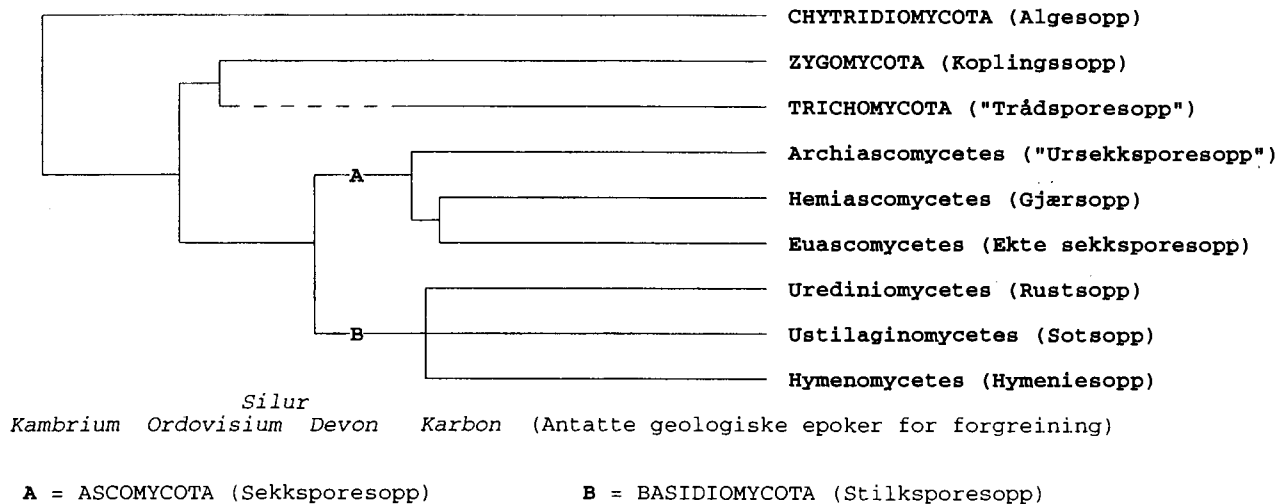 CHYTRIDIOMYCOTA (Algesopp)
ZYGOMYCOTA (Koplingssopp)
TRICHOMYCOTA ("Trådsporesopp")
Archiascomycetes ("Ursekksporesopp")
A
Hemiascomycetes (Gjærsopp)
Euascomycetes (Ekte sekksporesopp)
Urediniomycetes (Rustsopp)
B
Ustilaginomycetes (Sotsopp)
Hymenomycetes (Hymeniesopp)
Silur
Kambrium Ordovisium Devon Karbon (Antatte geologiske epoker for forgreining)
A = ASCOMYCOTA (Sekksporesopp) B = BASIDIOMYCOTA (Stilksporesopp)